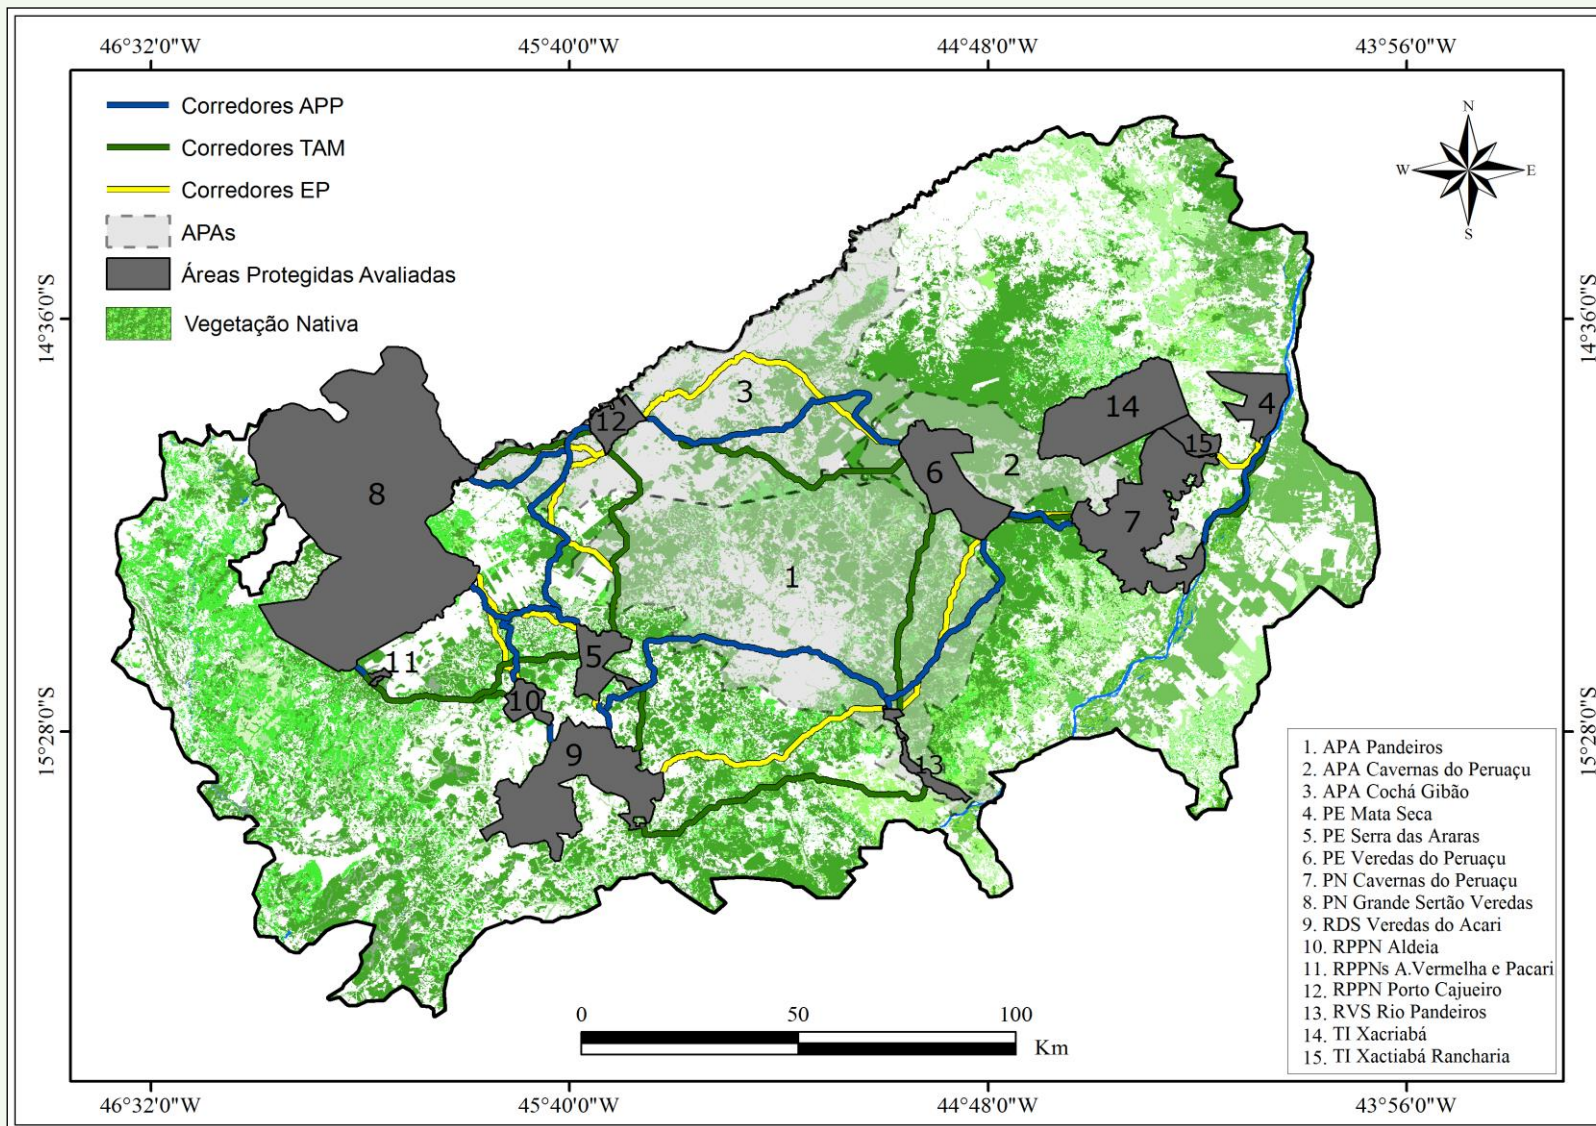 46°32'0"W 45°40'0"W 44°48'0"W 43°56'0"W
Corredores APP
Corredores TAM
Corredores EP
APAs
Áreas Protegidas Avaliadas
Vegetação Nativa
N
W E
S
14°36'0"S 14°36'0"S
3
12
14
4
15
8
6
2
7
1
5
11
10
9
13
15°28'0"S 15°28'0"S
1. APA Pandeiros
2. APA Cavernas do Peruaçu
3. APA Cochá Gibão
4. PE Mata Seca
5. PE Serra das Araras
6. PE Veredas do Peruaçu
7. PN Cavernas do Peruaçu
8. PN Grande Sertão Veredas
9. RDS Veredas do Acari
10. RPPN Aldeia
11. RPPNs A.Vermelha e Pacari
12. RPPN Porto Cajueiro
13. RVS Rio Pandeiros
14. TI Xacriabá
15. TI Xactiabá Rancharia
0 50 100
Km
46°32'0"W 45°40'0"W 44°48'0"W 43°56'0"W